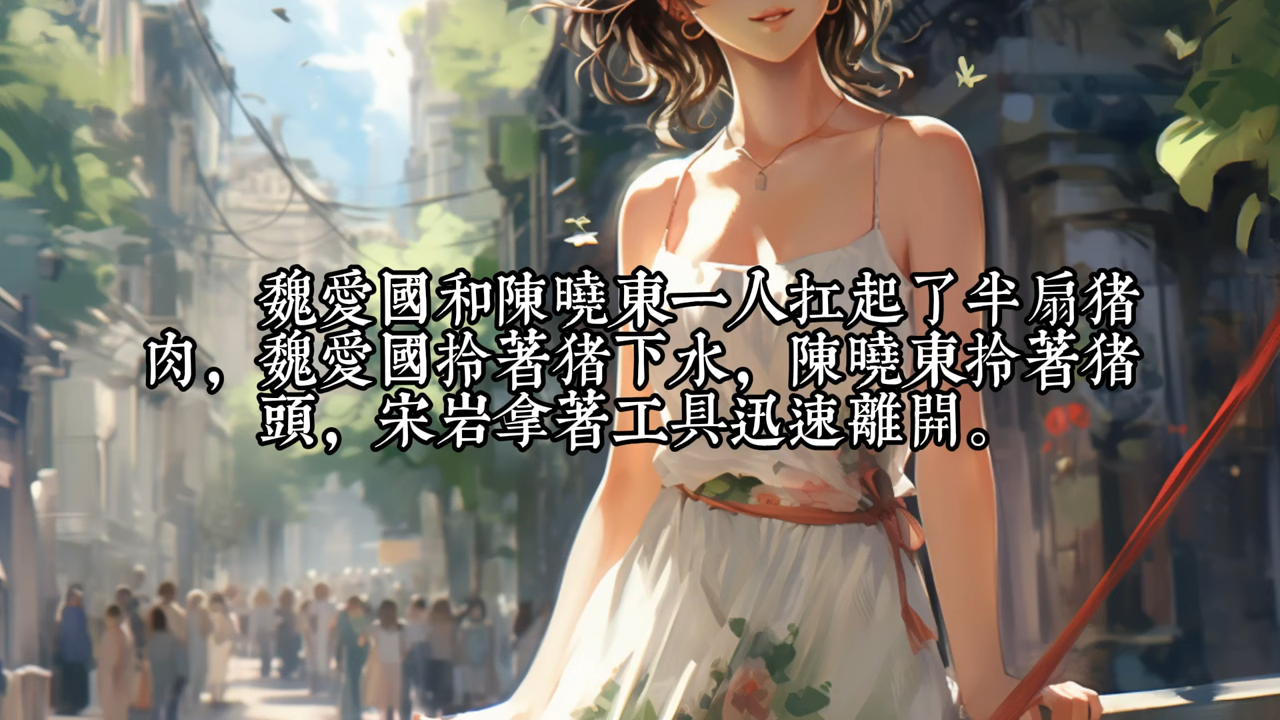 魏愛國和陳曉東一人扛起了半扇猪
肉，魏愛國拎著猪下水，陳曉東拎著猪
頭，宋岩拿著工具迅速離開。